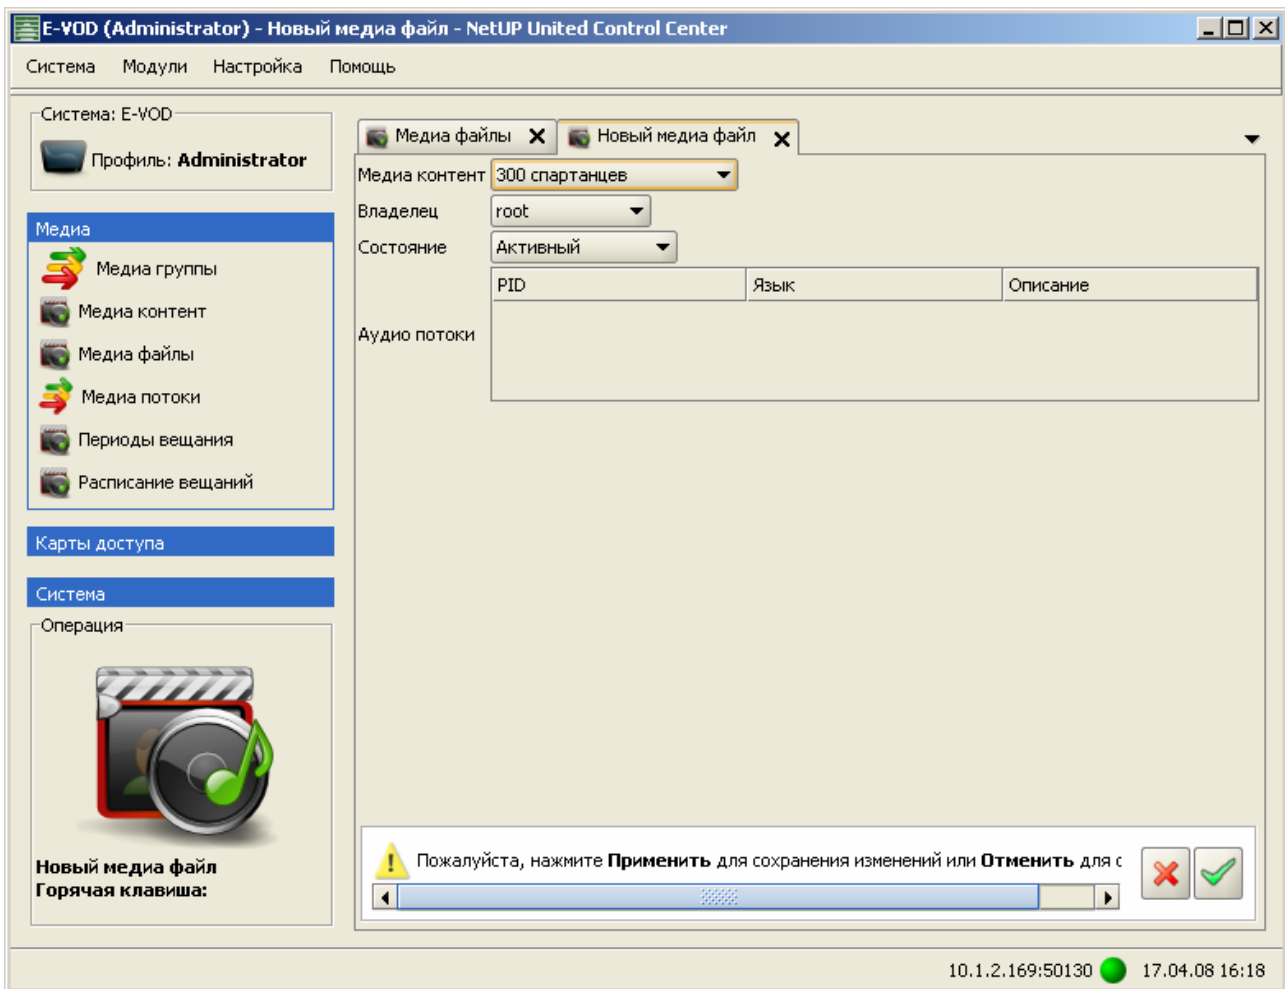 E-VOD (Administrator) - Новый медиа файл - NetUP United Control Center
Система Модули Настройка Помощь
Система: E-VOD
Профиль: Administrator
Медиа
Медиа группы
Медиа контент
Медиа файлы
Медиа потоки
Периоды вещания
Расписание вещаний
Карты доступа
Система
Операция
Новый медиа файл
Горячая клавиша:
Медиа файлы Новый медиа файл
Медиа контент 300 спартанцев
Владелец root
Состояние Активный
PID Язык Описание
Аудио потоки
Пожалуйста, нажмите Применить для сохранения изменений или Отменить для с
10.1.2.169:50130 17.04.08 16:18